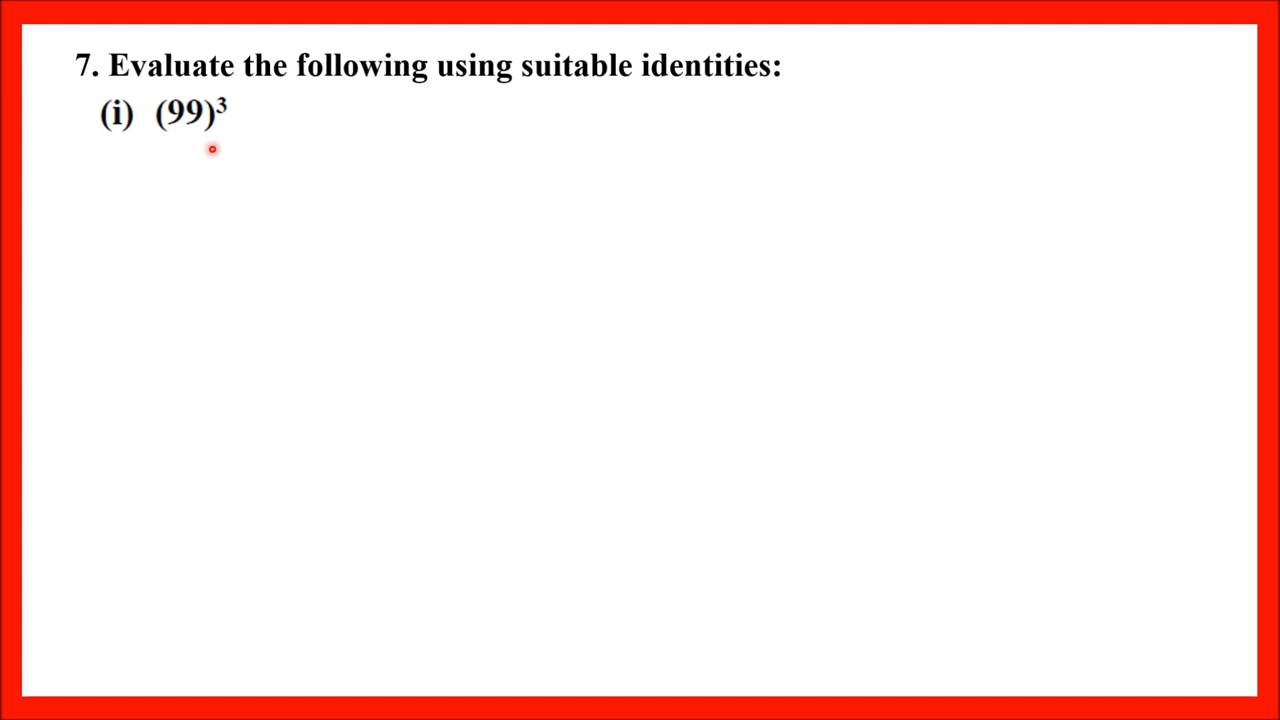 7. Evaluate the following using suitable identities:
(i) (99)³